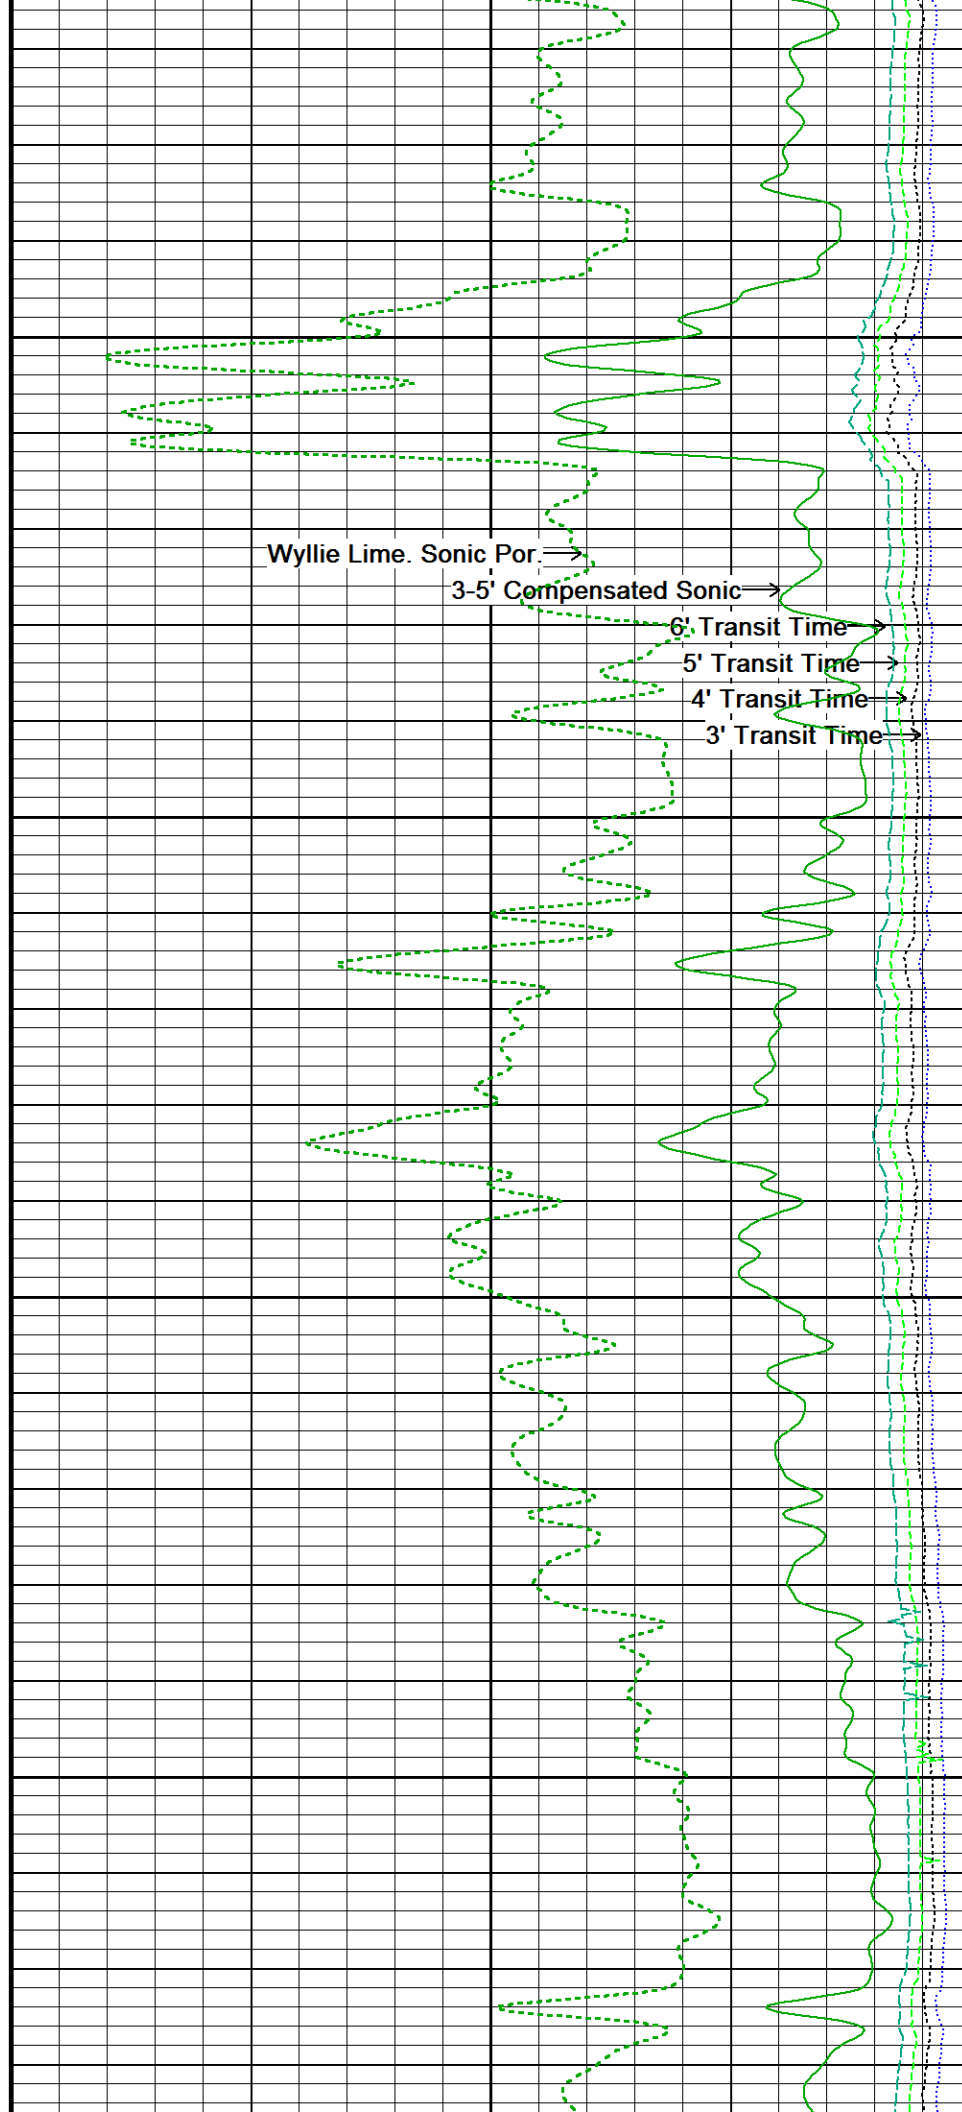 Wyllie Lime. Sonic Por.
3-5' Compensated Sonic
6' Transit Time
5' Transit Time
4' Transit Time
3' Transit Time